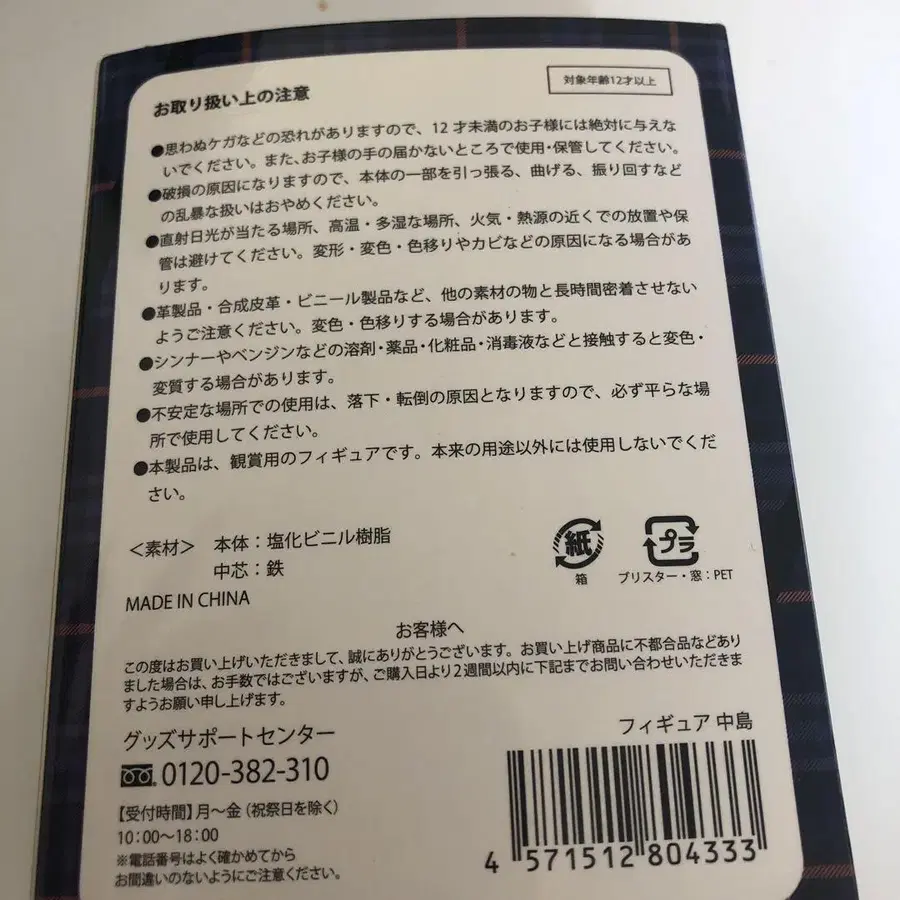 お取り扱い上の注意
対象年齢12才以上
●思わぬケガなどの恐れがありますので、12才未満のお子様には絶対に与えな
いでください。また、お子様の手の届かないところで使用・保管してください。
●破損の原因になりますので、本体の一部を引っ張る、曲げる、振り回すなど
の乱暴な扱いはおやめください。
●直射日光が当たる場所、高温・多湿な場所、火気・熱源の近くでの放置や保
管は避けてください。変形・変色・色移りやカビなどの原因になる場合があ
ります。
●革製品・合成皮革・ビニール製品など、他の素材の物と長時間密着させない
ようご注意ください。変色・色移りする場合があります。
●シンナーやベンジンなどの溶剤・薬品・化粧品・消毒液などと接触すると変色・
変質する場合があります。
●不安定な場所での使用は、落下・転倒の原因となりますので、必ず平らな場
所で使用してください。
●本製品は、観賞用のフィギュアです。本来の用途以外には使用しないでくだ
さい。
＜素材＞ 本体：塩化ビニル樹脂
中芯：鉄
MADE IN CHINA
紙
箱
プラ
ブリスター・窓：PET
お客様へ
この度はお買い上げいただきまして、誠にありがとうございます。お買い上げ商品に不都合品などあり
ました場合は、お手数ではございますが、ご購入日より2週間以内に下記までお問い合わせいただきま
すようお願い申し上げます。
グッズサポートセンター
0120-382-310
【受付時間】月～金（祝祭日を除く）
10:00～18:00
※電話番号はよく確かめてから
お間違いのないようにご注意ください。
フィギュア 中島
4 571512 804333